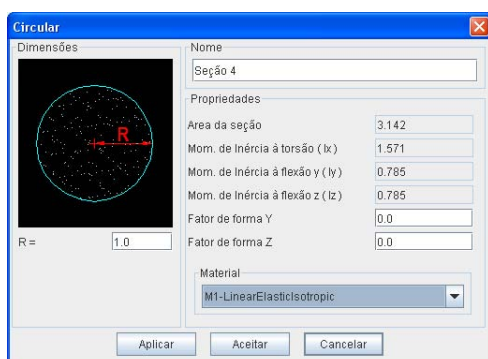 Circular
Dimensões
R
R =
1.0
Nome
Seção 4
Propriedades
Area da seção
3.142
Mom. de Inércia à torsão ( Ix )
1.571
Mom. de Inércia à flexão y ( Iy )
0.785
Mom. de Inércia à flexão z ( Iz )
0.785
Fator de forma Y
0.0
Fator de forma Z
0.0
Material
M1-LinearElasticIsotropic
Aplicar
Aceitar
Cancelar